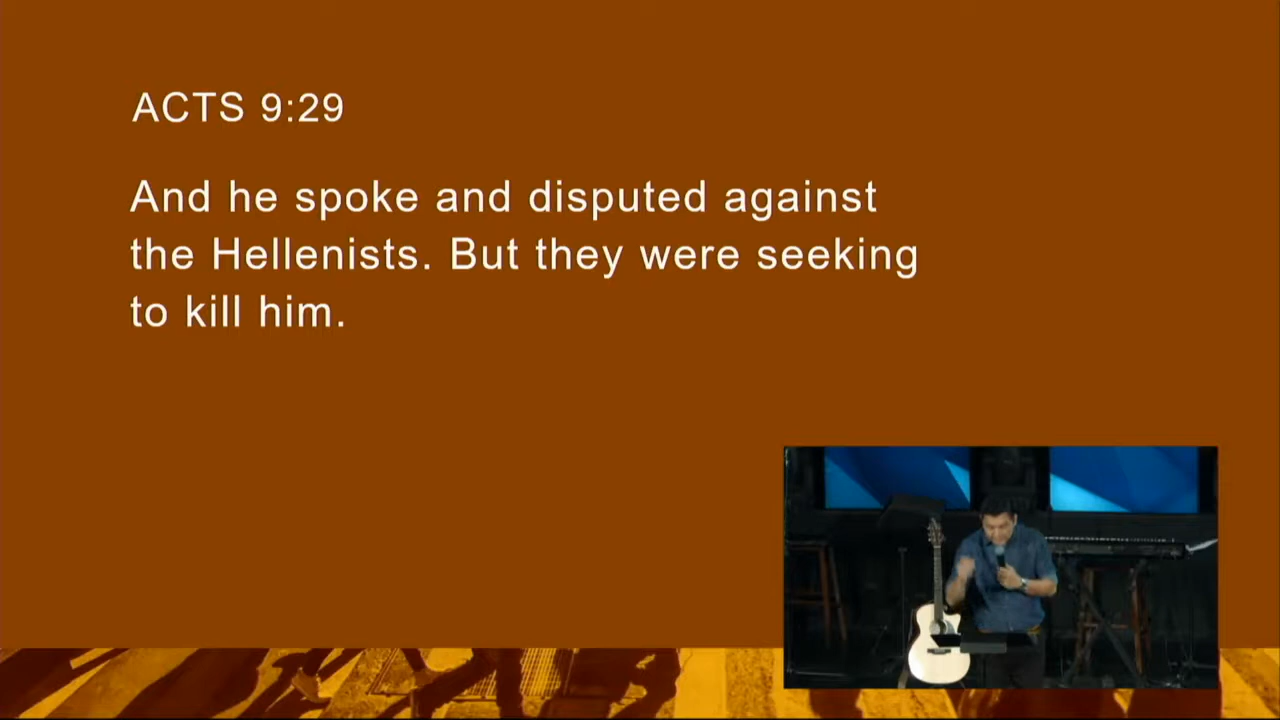 ACTS 9:29
And he spoke and disputed against
the Hellenists. But they were seeking
to kill him.